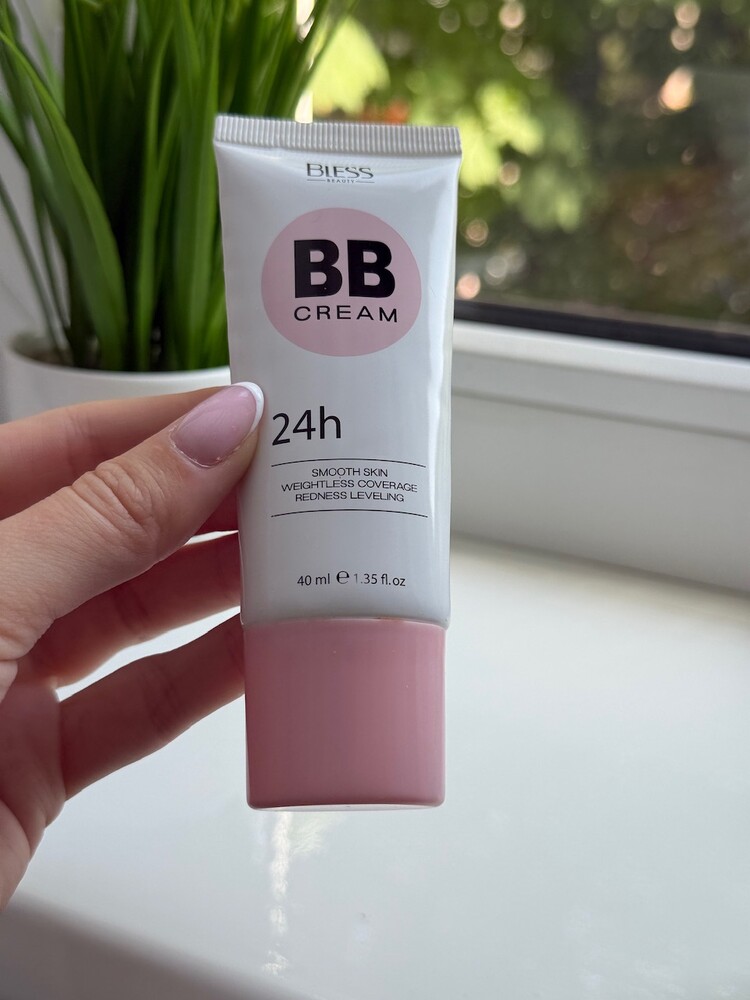 BLESS
BEAUTY
BB
CREAM
24h
SMOOTH SKIN
WEIGHTLESS COVERAGE
REDNESS LEVELING
40 ml ℮ 1.35 fl.oz